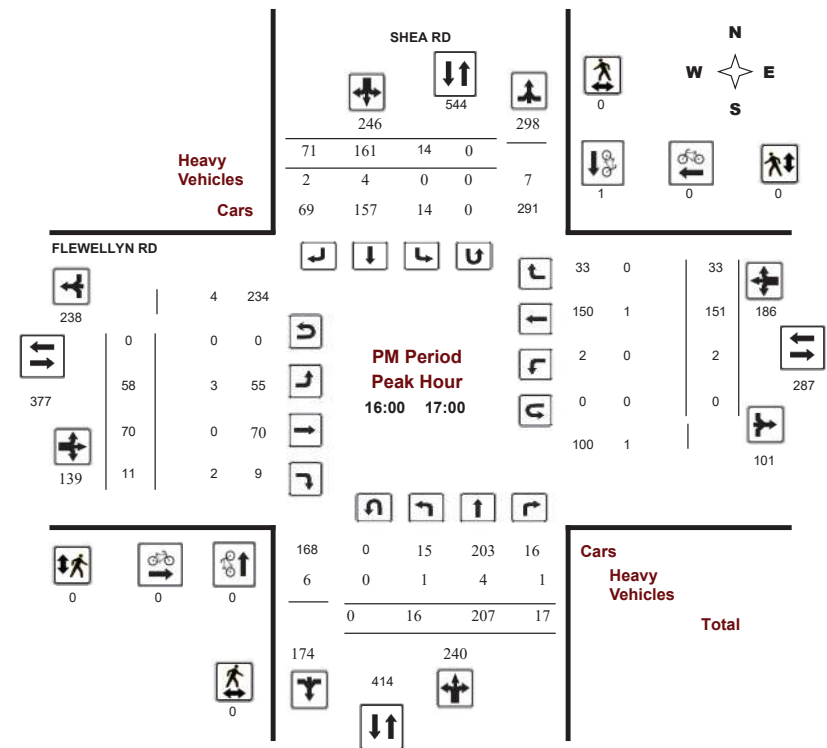 SHEA RD
N
W E
S
544
0
246
298
71 161 14 0
Heavy
Vehicles
2 4 0 0 7
1 0 0
Cars
69 157 14 0 291
FLEWELLYN RD
33 0 33
238
4 234
150 1 151 186
0 0 0
PM Period
2 0 2
287
377
58 3 55
Peak Hour
16:00 17:00
0 0 0
70 0 70
100 1
101
139
11 2 9
168 0 15 203 16
Cars
6 0 1 4 1
Heavy
Vehicles
0 0 0
0 16 207 17
Total
174 240
414
0